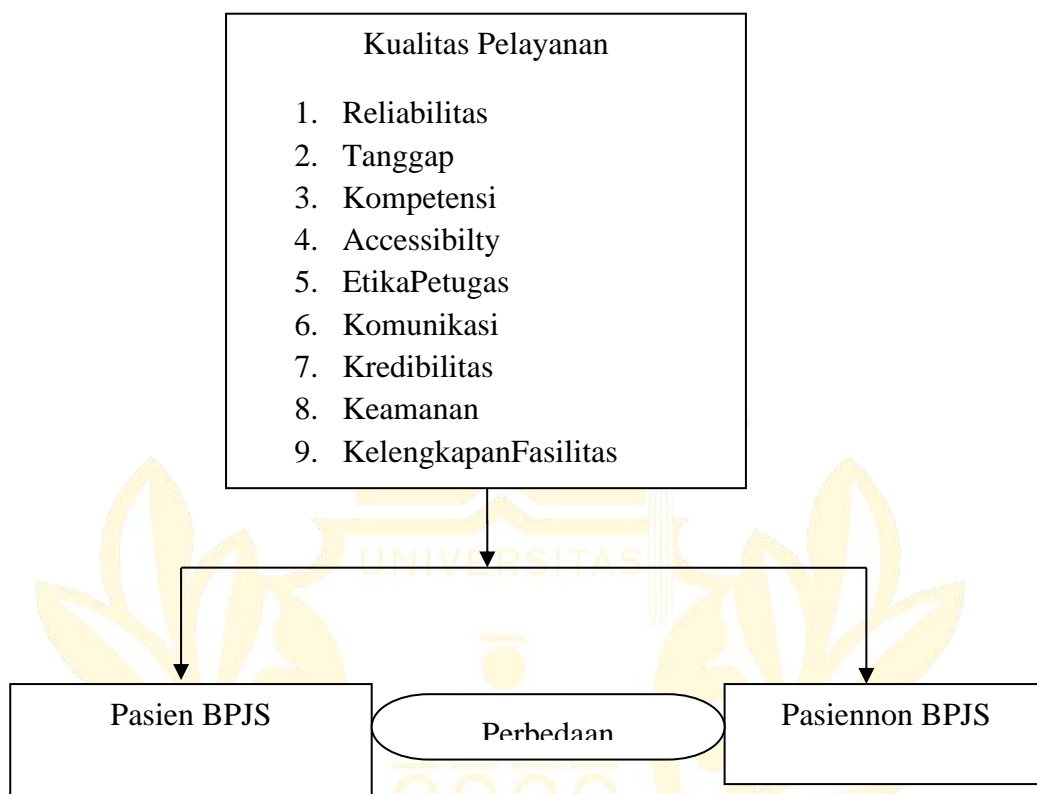 Kualitas Pelayanan
1. Reliabilitas
2. Tanggap
3. Kompetensi
4. Accessibilty
5. EtikaPetugas
6. Komunikasi
7. Kredibilitas
8. Keamanan
9. KelengkapanFasilitas
UNIVERSITAS
Pasien BPJS
Perbedaan
Pasiennon BPJS